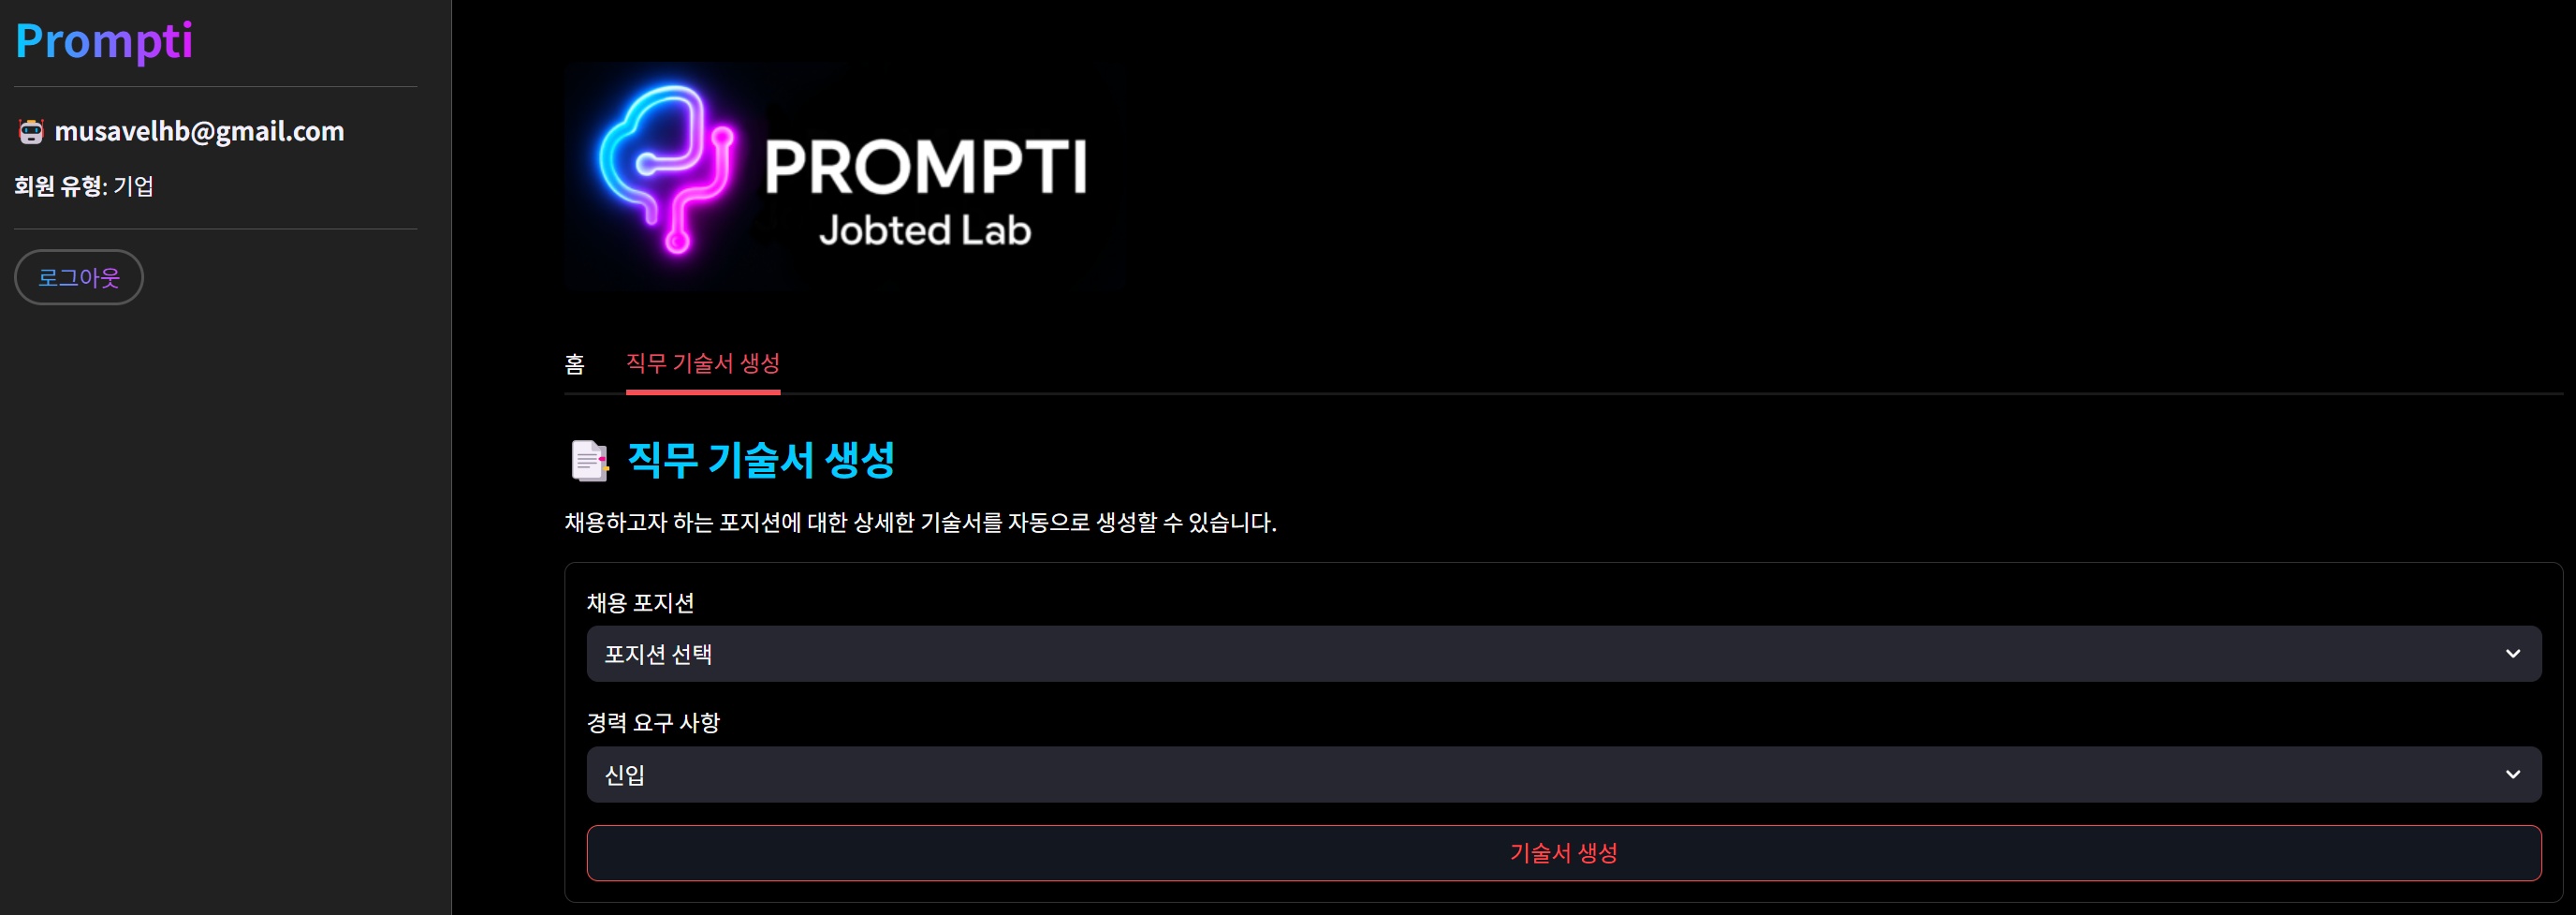 Prompti
musavelhb@gmail.com
회원 유형: 기업
로그아웃
PROMPTI
Jobted Lab
홈
직무 기술서 생성
직무 기술서 생성
채용하고자 하는 포지션에 대한 상세한 기술서를 자동으로 생성할 수 있습니다.
채용 포지션
포지션 선택
경력 요구 사항
신입
기술서 생성